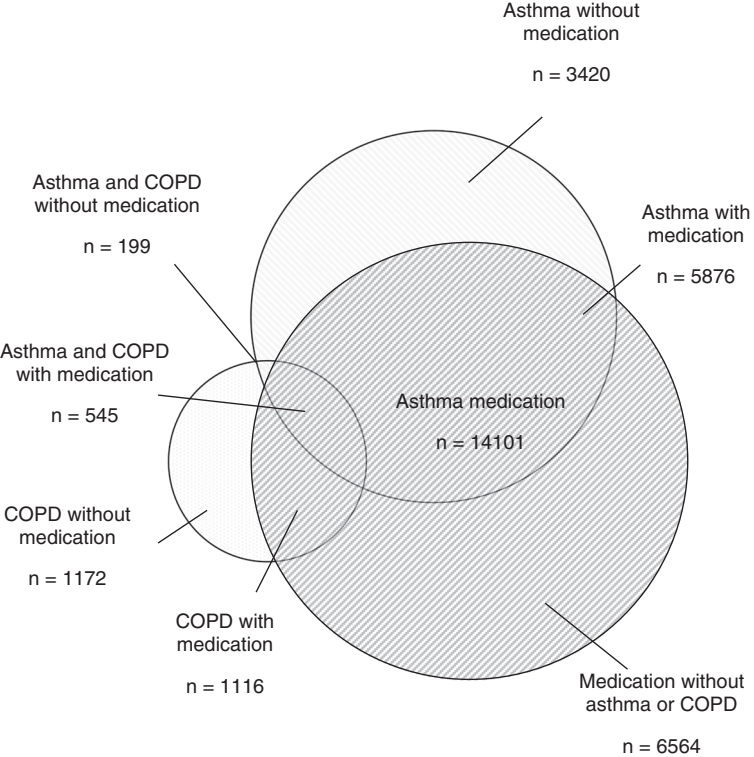 Asthma without
medication
n = 3420
Asthma and COPD
without medication
n = 199
Asthma with
medication
n = 5876
Asthma and COPD
with medication
n = 545
Asthma medication
n = 14101
COPD without
medication
n = 1172
COPD with
medication
n = 1116
Medication without
asthma or COPD
n = 6564